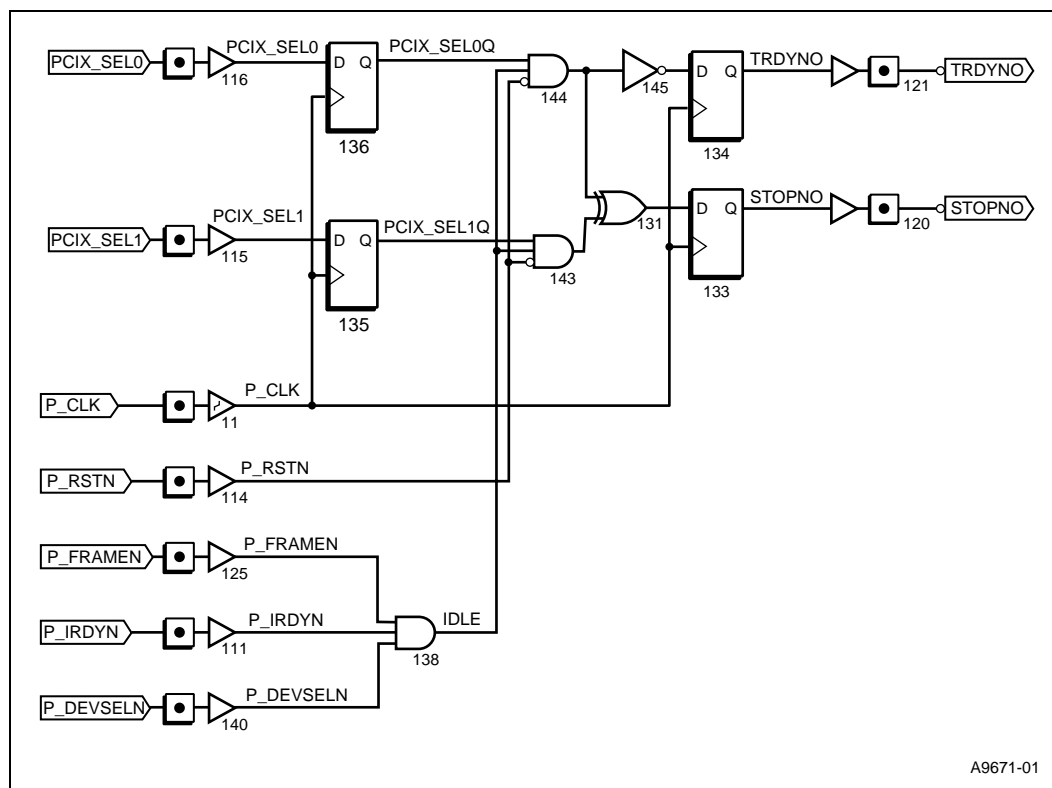 PCIX_SEL0 PCIX_SEL0 PCIX_SEL0Q TRDYNO TRDYNO
D Q D Q
116 144 145 121
136 134
PCIX_SEL1 PCIX_SEL1 PCIX_SEL1Q STOPNO STOPNO
D Q D Q
115 143 131 120
135 133
P_CLK P_CLK
11
P_RSTN P_RSTN
114
P_FRAMEN P_FRAMEN
125
P_IRDYN P_IRDYN IDLE
111 138
P_DEVSELN P_DEVSELN
140
A9671-01